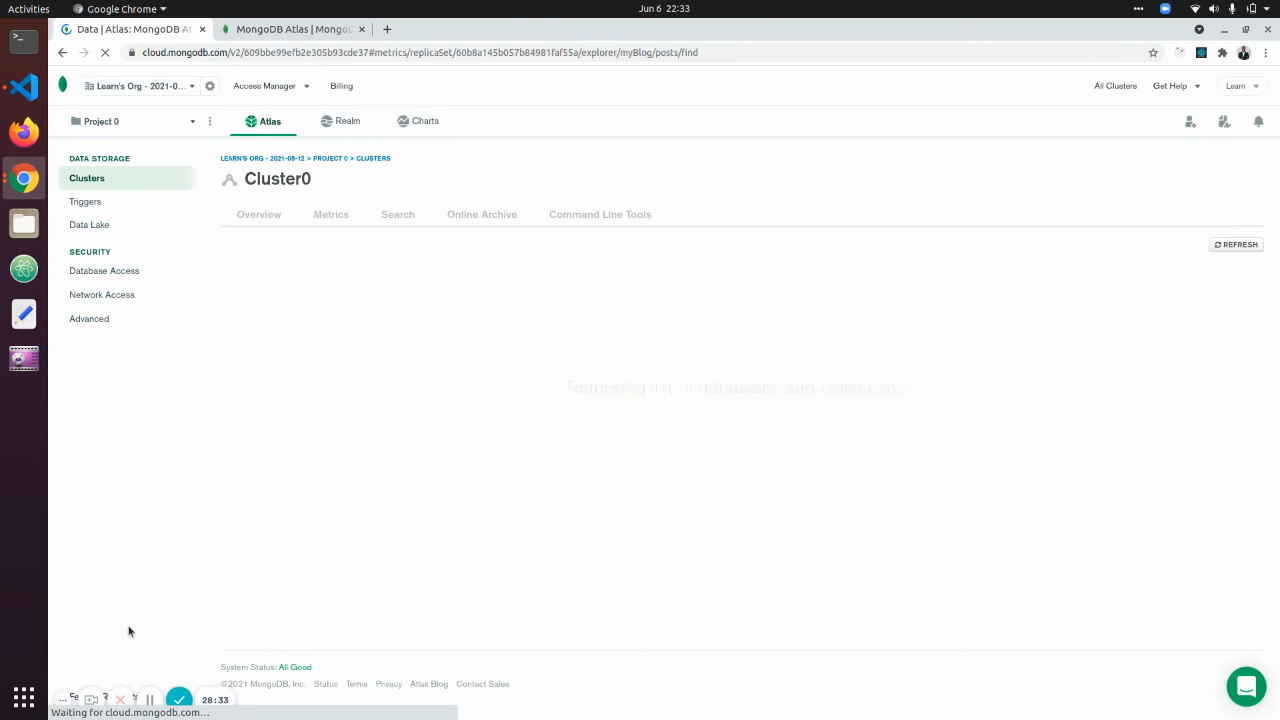 Activities
Google Chrome
Jun 6 22:33
Data | Atlas: MongoDB At
MongoDB Atlas | MongoD
cloud.mongodb.com/v2/609bbe99efb2e305b93cde37#metrics/replicaSet/60b8a145b057b84981faf55a/explorer/myBlog/posts/find
Learn's Org - 2021-0...
Access Manager
Billing
All Clusters
Get Help
Learn
Project 0
Atlas
Realm
Charts
DATA STORAGE
Clusters
Triggers
Data Lake
SECURITY
Database Access
Network Access
Advanced
LEARN'S ORG - 2021-05-12 > PROJECT 0 > CLUSTERS
Cluster0
Overview
Metrics
Search
Online Archive
Command Line Tools
REFRESH
databases and collections
System Status: All Good
©2021 MongoDB, Inc.
Status
Terms
Privacy
Atlas Blog
Contact Sales
28:33
Waiting for cloud.mongodb.com...